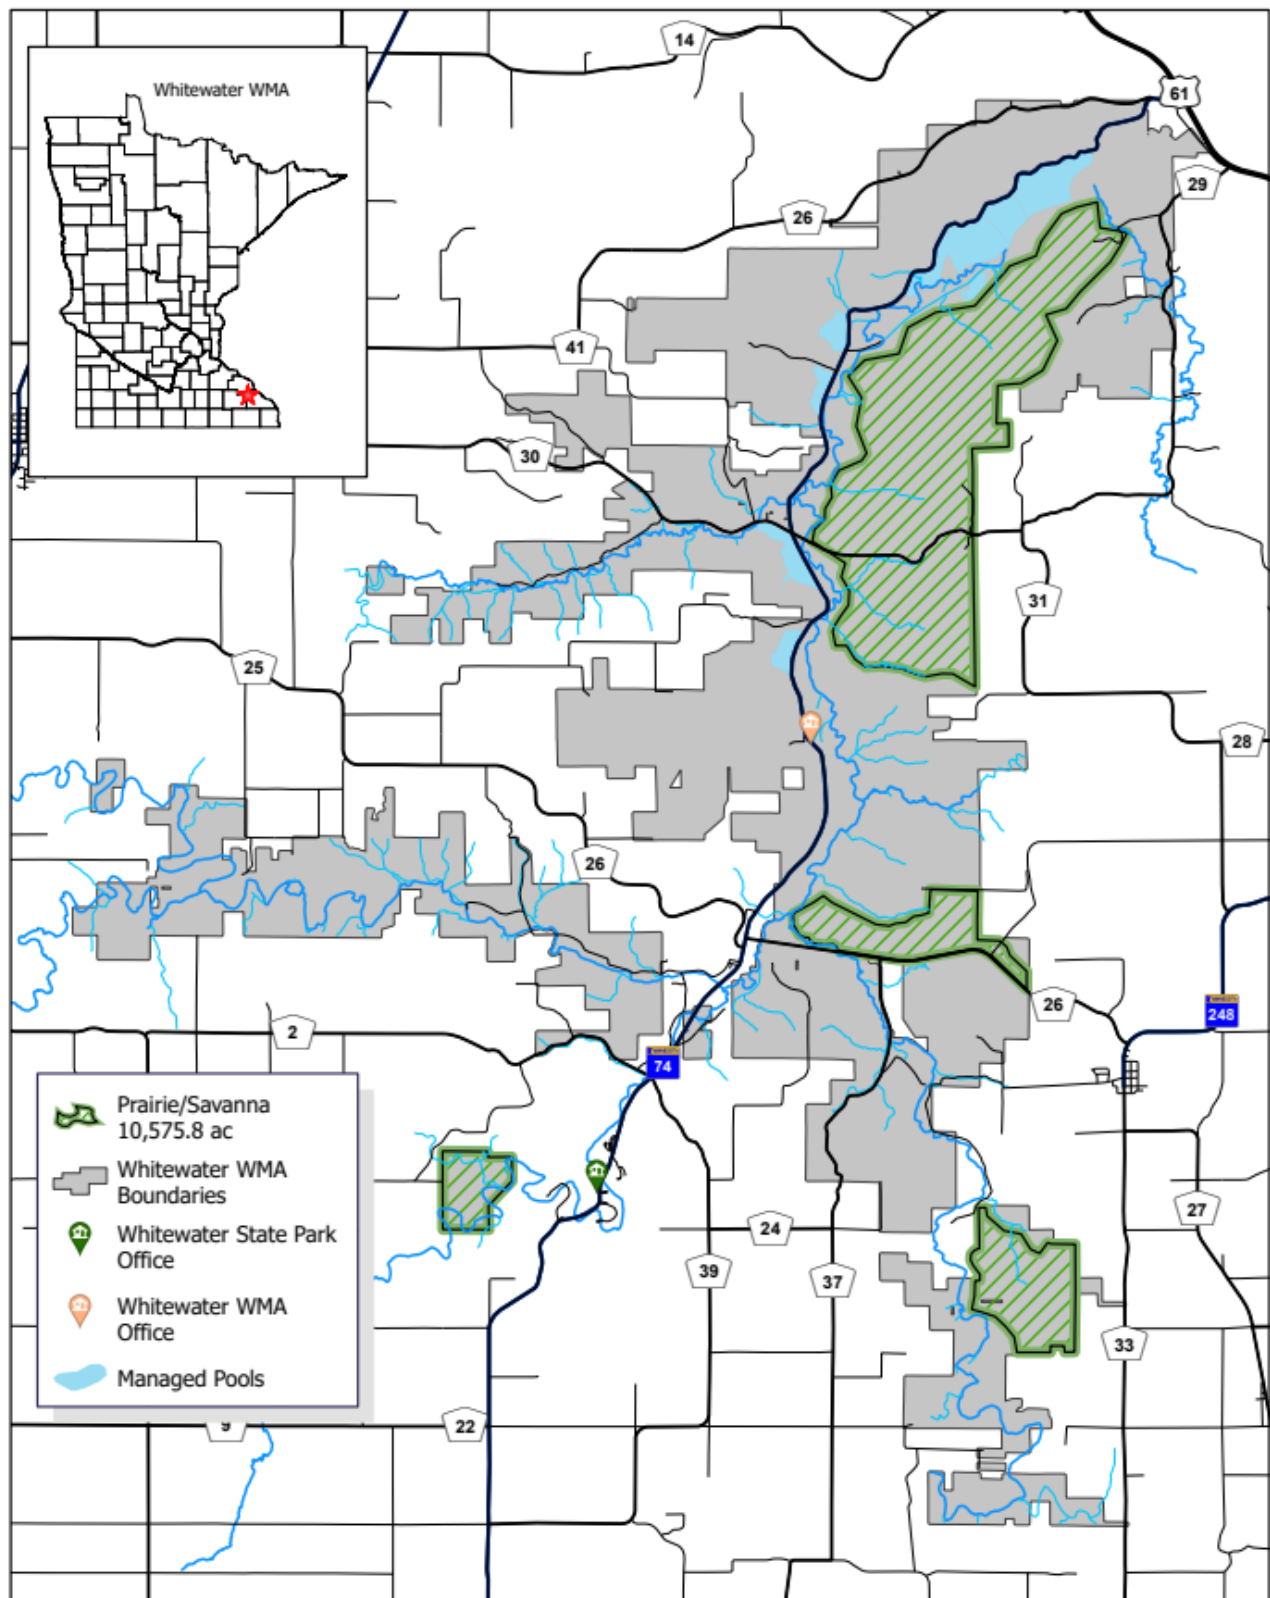 14
Whitewater WMA
61
29
26
41
30
31
25
28
26
26
248
2
74
Prairie/Savanna
10,575.8 ac
Whitewater WMA
Boundaries
Whitewater State Park
Office
Whitewater WMA
Office
Managed Pools
27
24
39
37
33
9
22